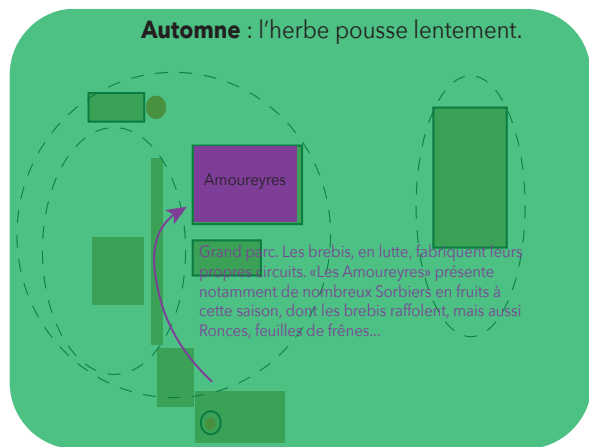 Automne : l'herbe pousse lentement.
Amoureyres
Grand parc. Les brebis, en lutte, fabriquent leurs
propres circuits. «Les Amoureyres» présente
notamment de nombreux Sorbiers en fruits à
cette saison, dont les brebis raffolent, mais aussi
Ronces, feuilles de frênes...